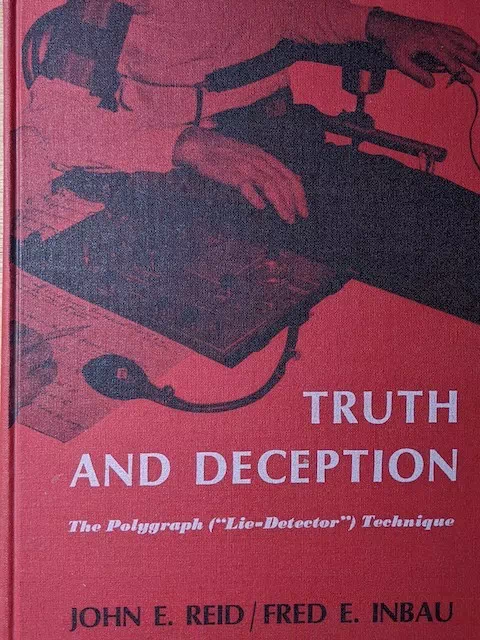 TRUTH
AND DECEPTION
The Polygraph ("Lie-Detector") Technique
JOHN E. REID/FRED E. INBAU